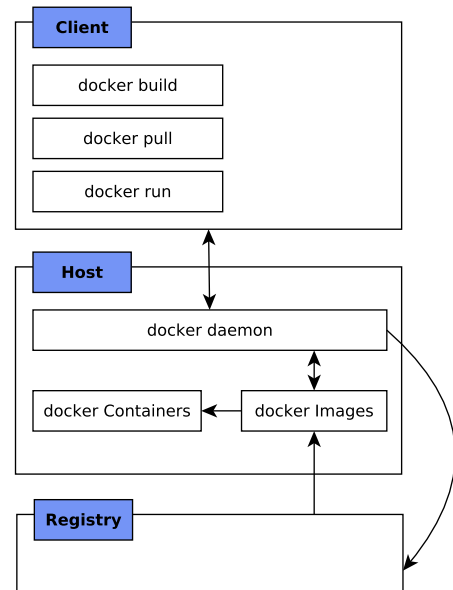 Client
docker build
docker pull
docker run
Host
docker daemon
docker Containers
docker Images
Registry